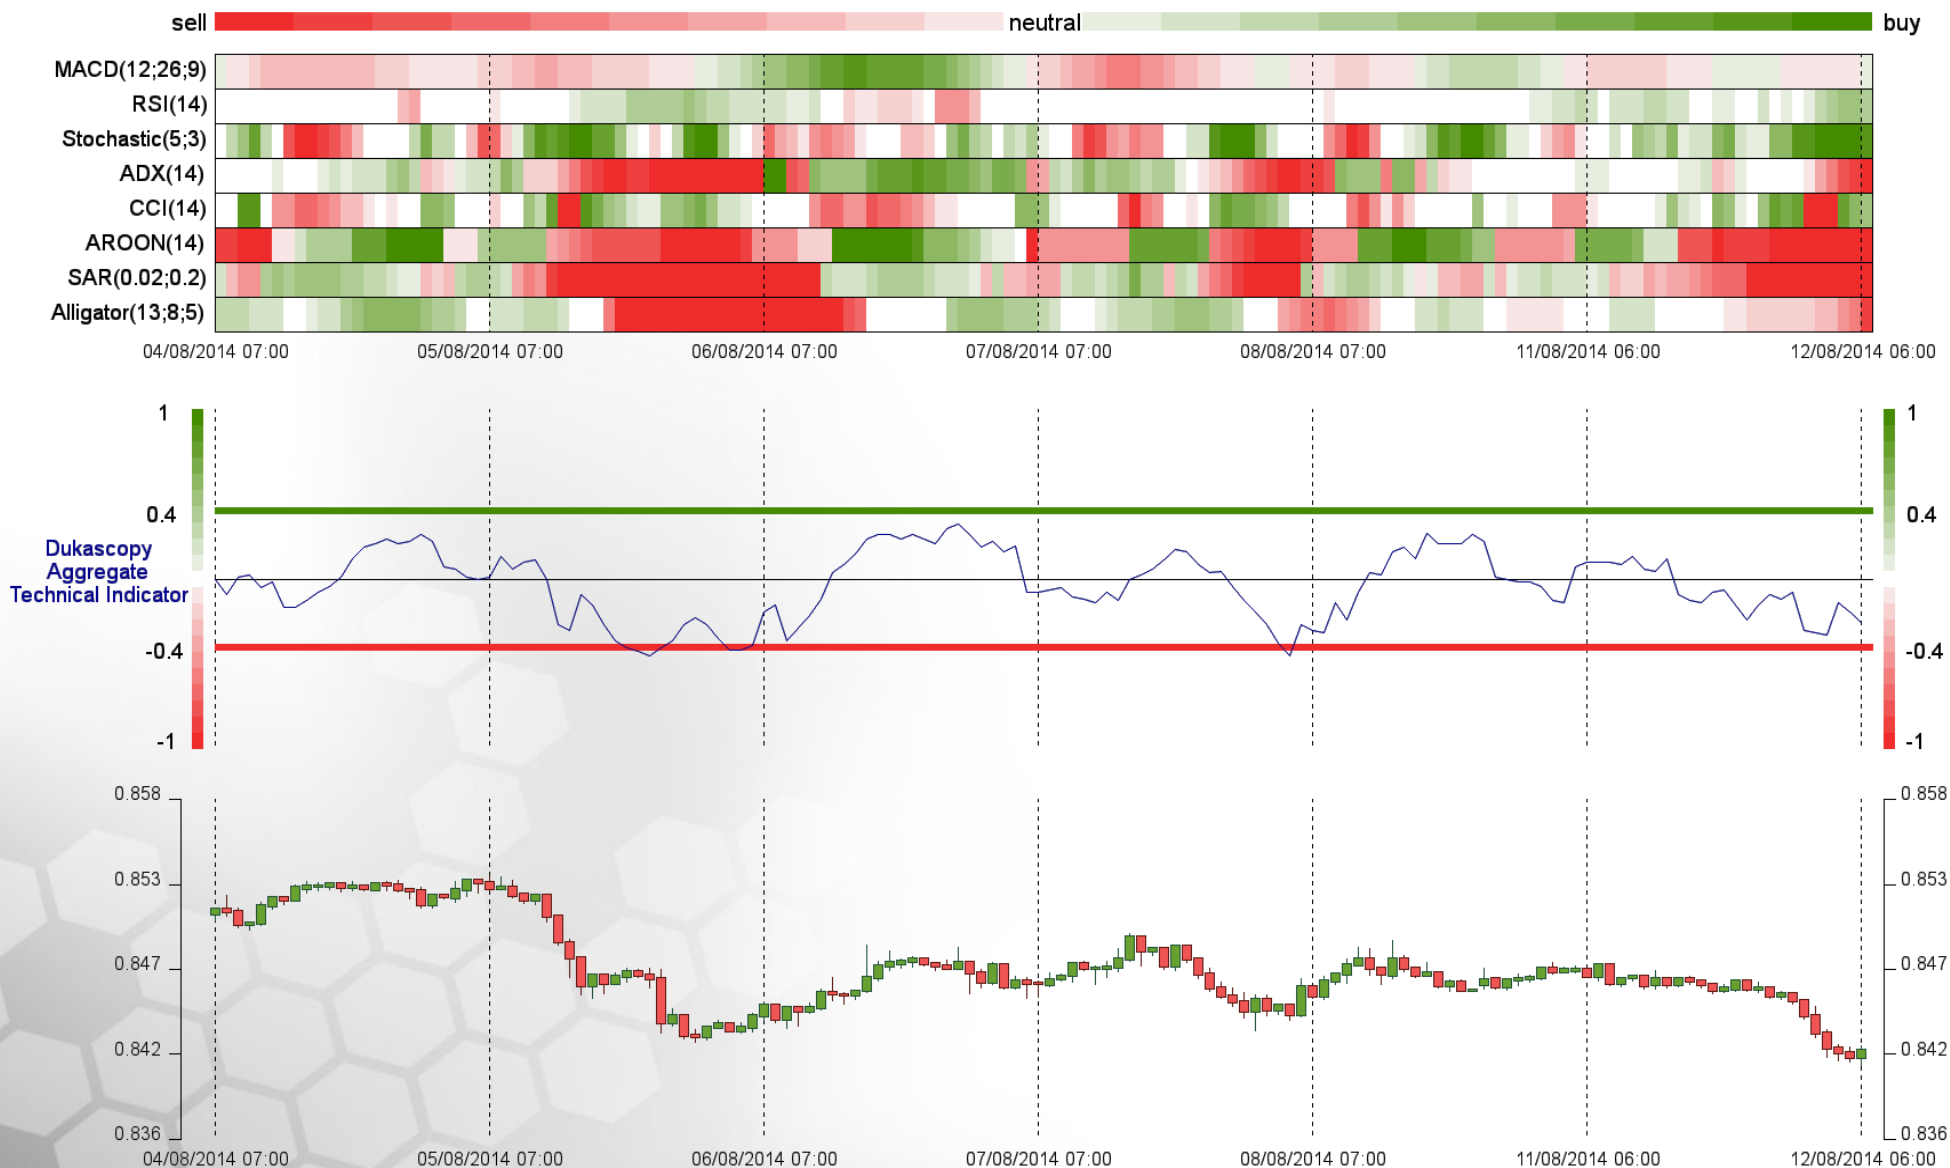 sell neutral buy
MACD(12;26;9)
RSI(14)
Stochastic(5;3)
ADX(14)
CCI(14)
AROON(14)
SAR(0.02;0.2)
Alligator(13;8;5)
04/08/2014 07:00 05/08/2014 07:00 06/08/2014 07:00 07/08/2014 07:00 08/08/2014 07:00 11/08/2014 06:00 12/08/2014 06:00
1 1
0.4 0.4
Dukascopy
Aggregate
Technical Indicator
-0.4 -0.4
-1 -1
0.858 0.858
0.853 0.853
0.847 0.847
0.842 0.842
0.836 0.836
04/08/2014 07:00 05/08/2014 07:00 06/08/2014 07:00 07/08/2014 07:00 08/08/2014 07:00 11/08/2014 06:00 12/08/2014 06:00